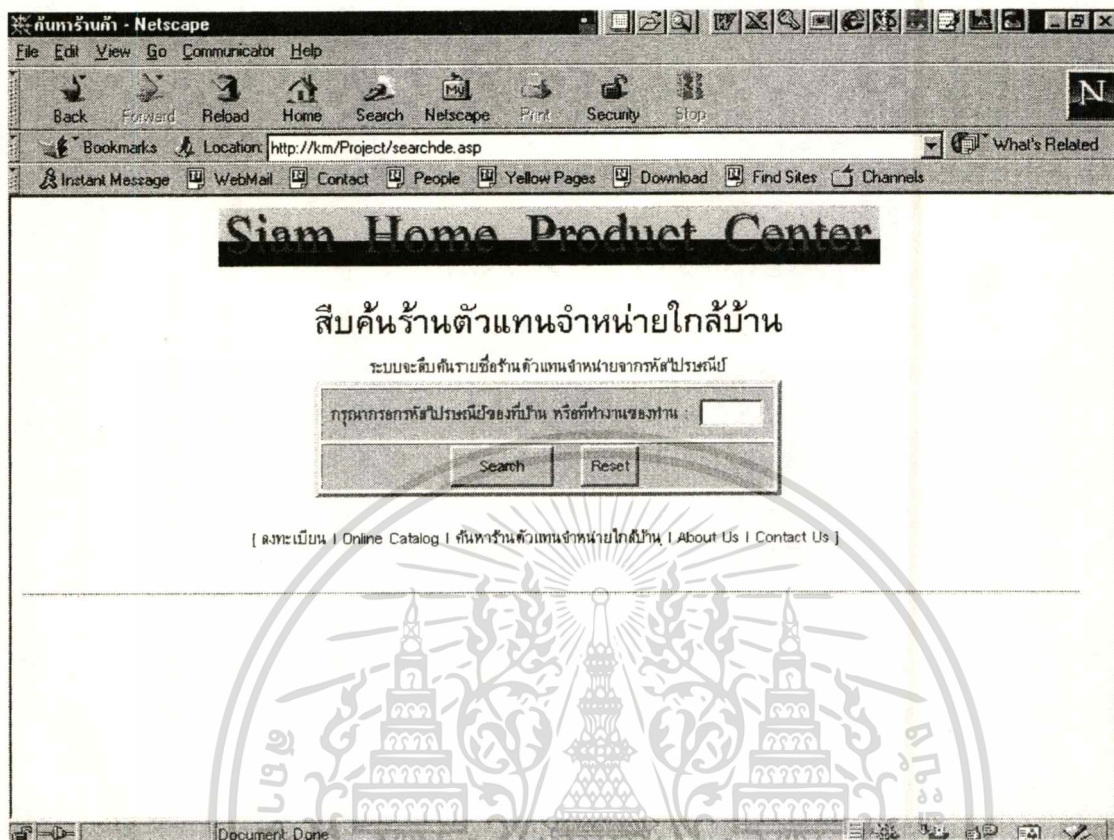 ค้นหาร้านค้า - Netscape
File Edit View Go Communicator Help
Back Forward Reload Home Search Netscape Print Security Stop
Bookmarks Location: http://km/Project/searchde.asp What's Related
Instant Message WebMail Contact People Yellow Pages Download Find Sites Channels
Siam Home Product Center
สืบค้นร้านตัวแทนจำหน่ายใกล้บ้าน
ระบบจะสืบค้นรายชื่อร้านตัวแทนจำหน่ายจากรหัสไปรษณีย์
กรุณากรอกรหัสไปรษณีย์ของที่บ้าน หรือที่ทำงานของท่าน :
Search Reset
[ ลงทะเบียน | Online Catalog | ค้นหาร้านตัวแทนจำหน่ายใกล้บ้าน | About Us | Contact Us ]
Document: Done